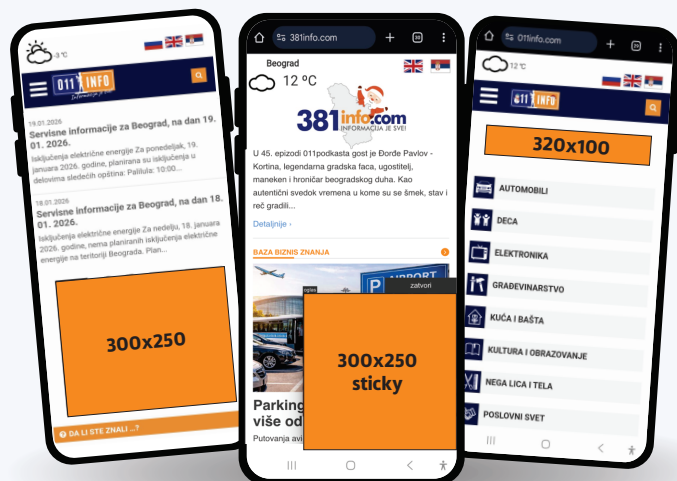 -3 °C
011 INFO
19.01.2026
Servisne informacije za Beograd, na dan 19.
01. 2026.
Isključenja električne energije Za ponedeljak, 19.
januara 2026. godine, planirana su isključenja u
delovima sledećih opština: Palilula: 10:00...
18.01.2026
Servisne informacije za Beograd, na dan 18.
01. 2026.
Isključenja električne energije Za nedelju, 18. januara
2026. godine, nema planiranih isključenja električne
energije na teritoriji Beograda. Plan...
300x250
DA LI STE ZNALI ...?
381info.com
Beograd
12 ºC
381info.com
INFORMACIJA JE SVE!
U 45. epizodi 011podkasta gost je Đorđe Pavlov -
Kortina, legendarna gradska faca, ugostitelj,
maneken i hroničar beogradskog duha. Kao
autentični svedok vremena u kome su se šmek, stav i
reč gradili...
Detaljnije ›
BAZA BIZNIS ZNANJA
P AIRPORT
oglas
zatvori
300x250
sticky
Parking
više od
Putovanja avi
011info.com
12 °C
011 INFO
320x100
AUTOMOBILI
DECA
ELEKTRONIKA
GRAĐEVINARSTVO
KUĆA I BAŠTA
KULTURA I OBRAZOVANJE
NEGA LICA I TELA
POSLOVNI SVET